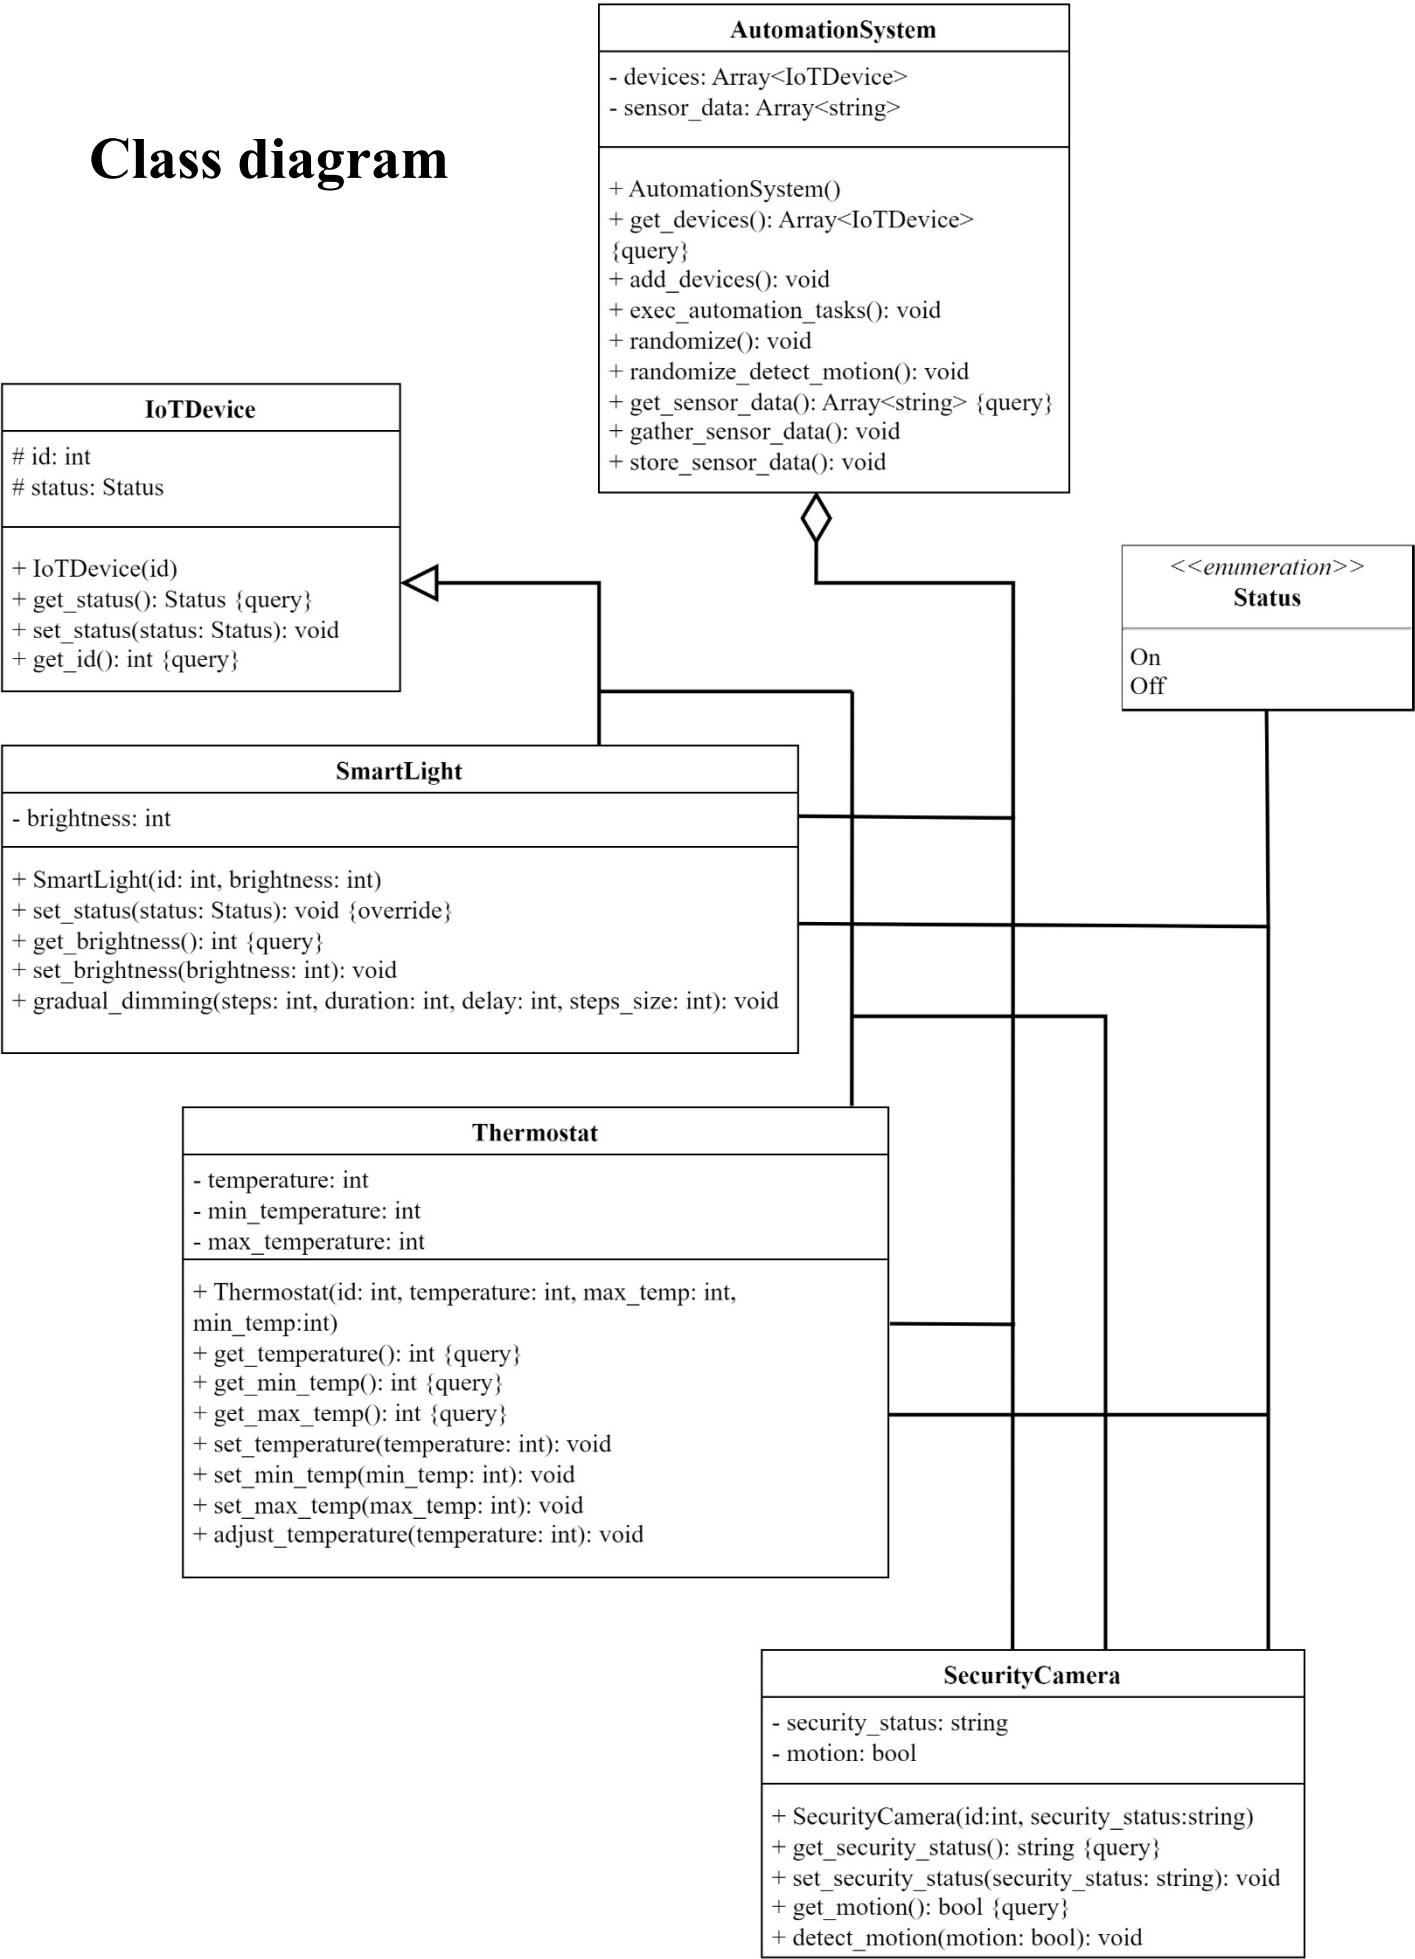 Class diagram
AutomationSystem
- devices: Array<IoTDevice>
- sensor_data: Array<string>
+ AutomationSystem()
+ get_devices(): Array<IoTDevice>
{query}
+ add_devices(): void
+ exec_automation_tasks(): void
+ randomize(): void
+ randomize_detect_motion(): void
+ get_sensor_data(): Array<string> {query}
+ gather_sensor_data(): void
+ store_sensor_data(): void
IoTDevice
# id: int
# status: Status
+ IoTDevice(id)
+ get_status(): Status {query}
+ set_status(status: Status): void
+ get_id(): int {query}
<<enumeration>>
Status
On
Off
SmartLight
- brightness: int
+ SmartLight(id: int, brightness: int)
+ set_status(status: Status): void {override}
+ get_brightness(): int {query}
+ set_brightness(brightness: int): void
+ gradual_dimming(steps: int, duration: int, delay: int, steps_size: int): void
Thermostat
- temperature: int
- min_temperature: int
- max_temperature: int
+ Thermostat(id: int, temperature: int, max_temp: int,
min_temp:int)
+ get_temperature(): int {query}
+ get_min_temp(): int {query}
+ get_max_temp(): int {query}
+ set_temperature(temperature: int): void
+ set_min_temp(min_temp: int): void
+ set_max_temp(max_temp: int): void
+ adjust_temperature(temperature: int): void
SecurityCamera
- security_status: string
- motion: bool
+ SecurityCamera(id:int, security_status:string)
+ get_security_status(): string {query}
+ set_security_status(security_status: string): void
+ get_motion(): bool {query}
+ detect_motion(motion: bool): void